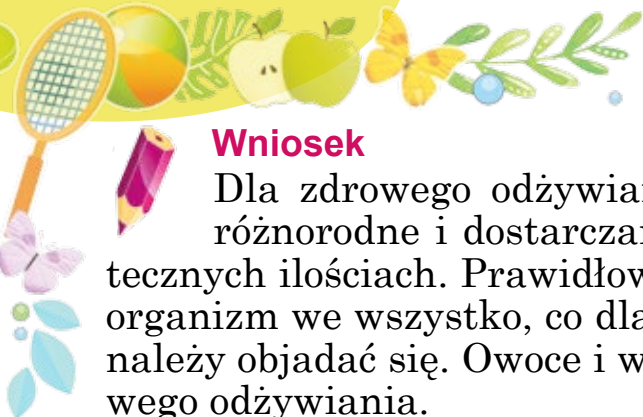 Wniosek
Dla zdrowego odżywian
różnorodne i dostarczan
tecznych ilościach. Prawidłow
organizm we wszystko, co dla
należy objadać się. Owoce i w
wego odżywiania.